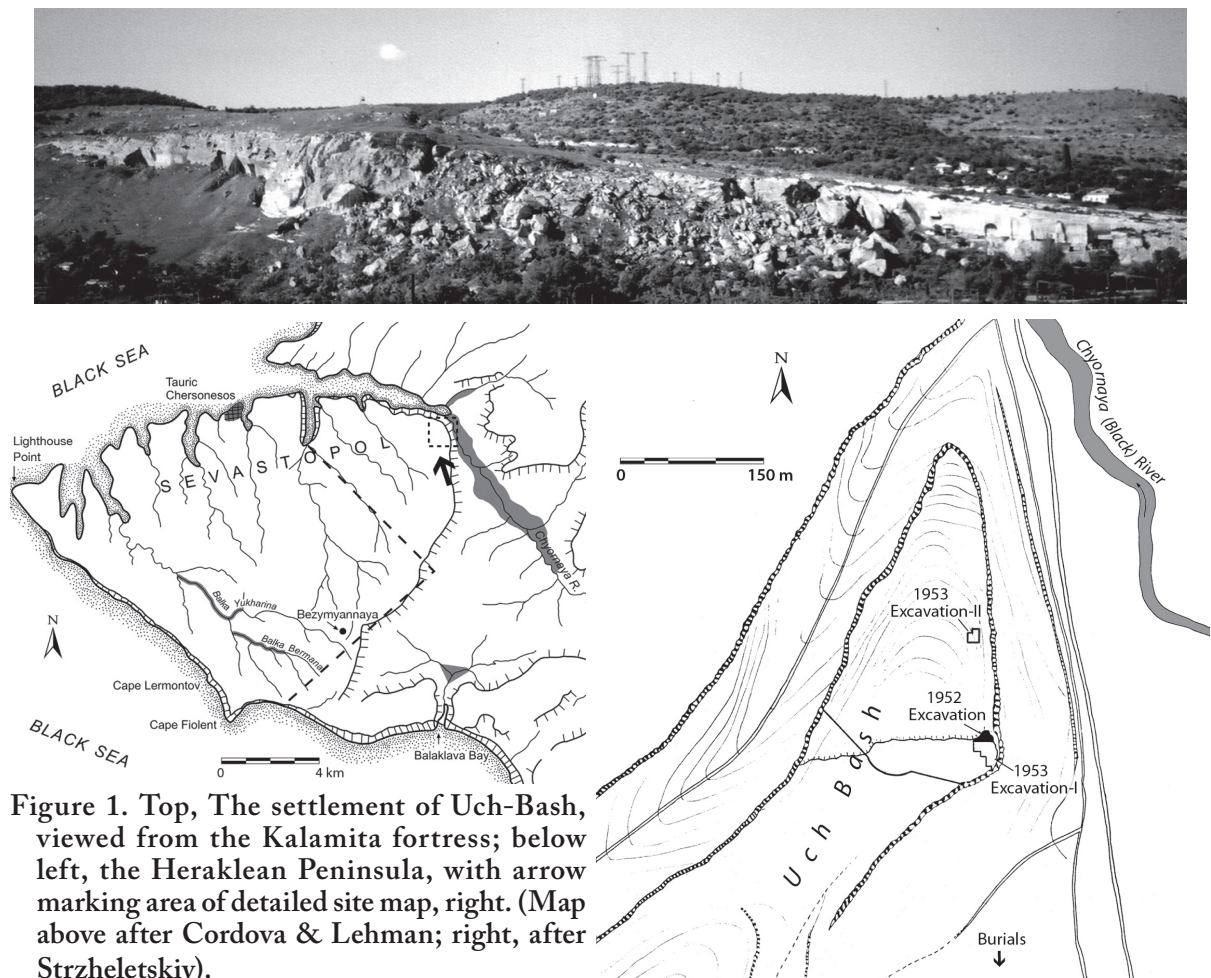 BLACK SEA
Tauric
Chersonesos
Lighthouse
Point
SEVASTOPOL
Chyornaya R.
Balka Yukharina
Bezymyannaya
Balka Bermana
N
Cape Lermontov
Cape Fiolent
BLACK SEA
Balaklava Bay
0 4 km
Figure 1. Top, The settlement of Uch-Bash,
viewed from the Kalamita fortress; below
left, the Heraklean Peninsula, with arrow
marking area of detailed site map, right. (Map
above after Cordova & Lehman; right, after
Strzheletskiy).
N
Chyornaya (Black) River
0 150 m
1953
Excavation-II
1952
Excavation
1953
Excavation-I
Uch Bash
Burials